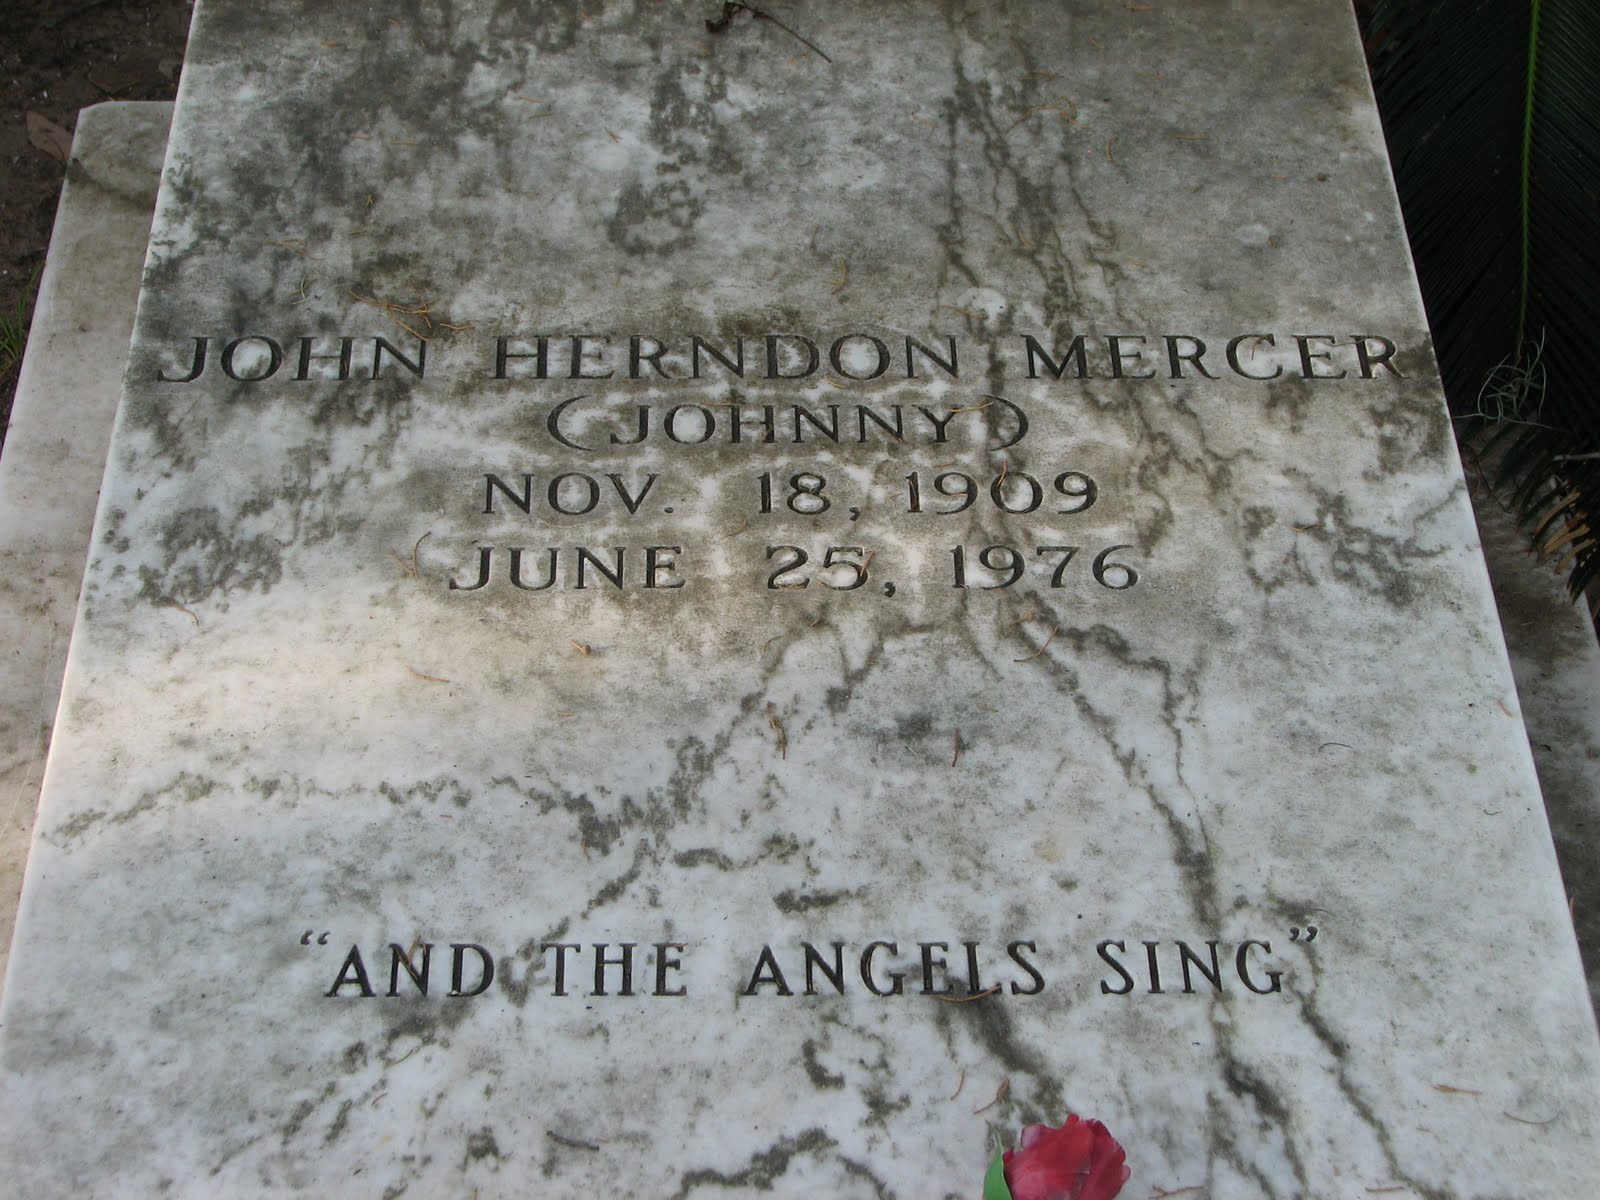 JOHN HERNDON MERCER
(JOHNNY)
NOV. 18, 1909
JUNE 25, 1976
“AND THE ANGELS SING”